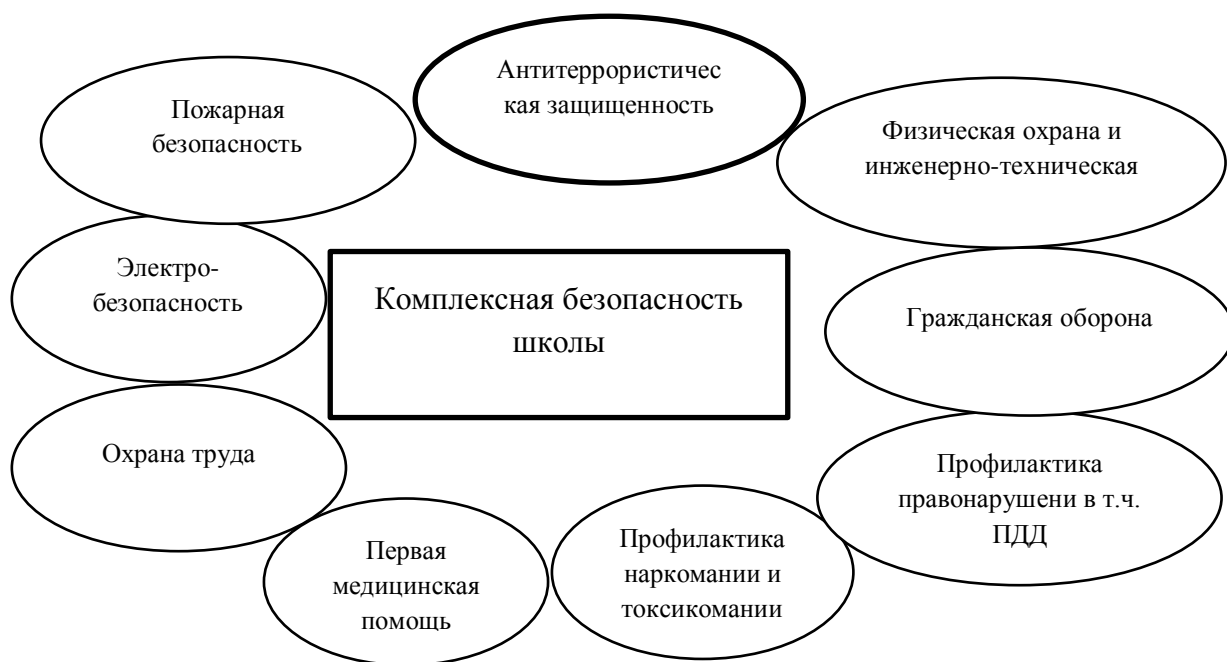 Антитеррористичес
кая защищенность
Пожарная
безопасность
Физическая охрана и
инженерно-техническая
Электро-
безопасность
Комплексная безопасность
школы
Гражданская оборона
Охрана труда
Профилактика
правонарушени в т.ч.
ПДД
Первая
медицинская
помощь
Профилактика
наркомании и
токсикомании